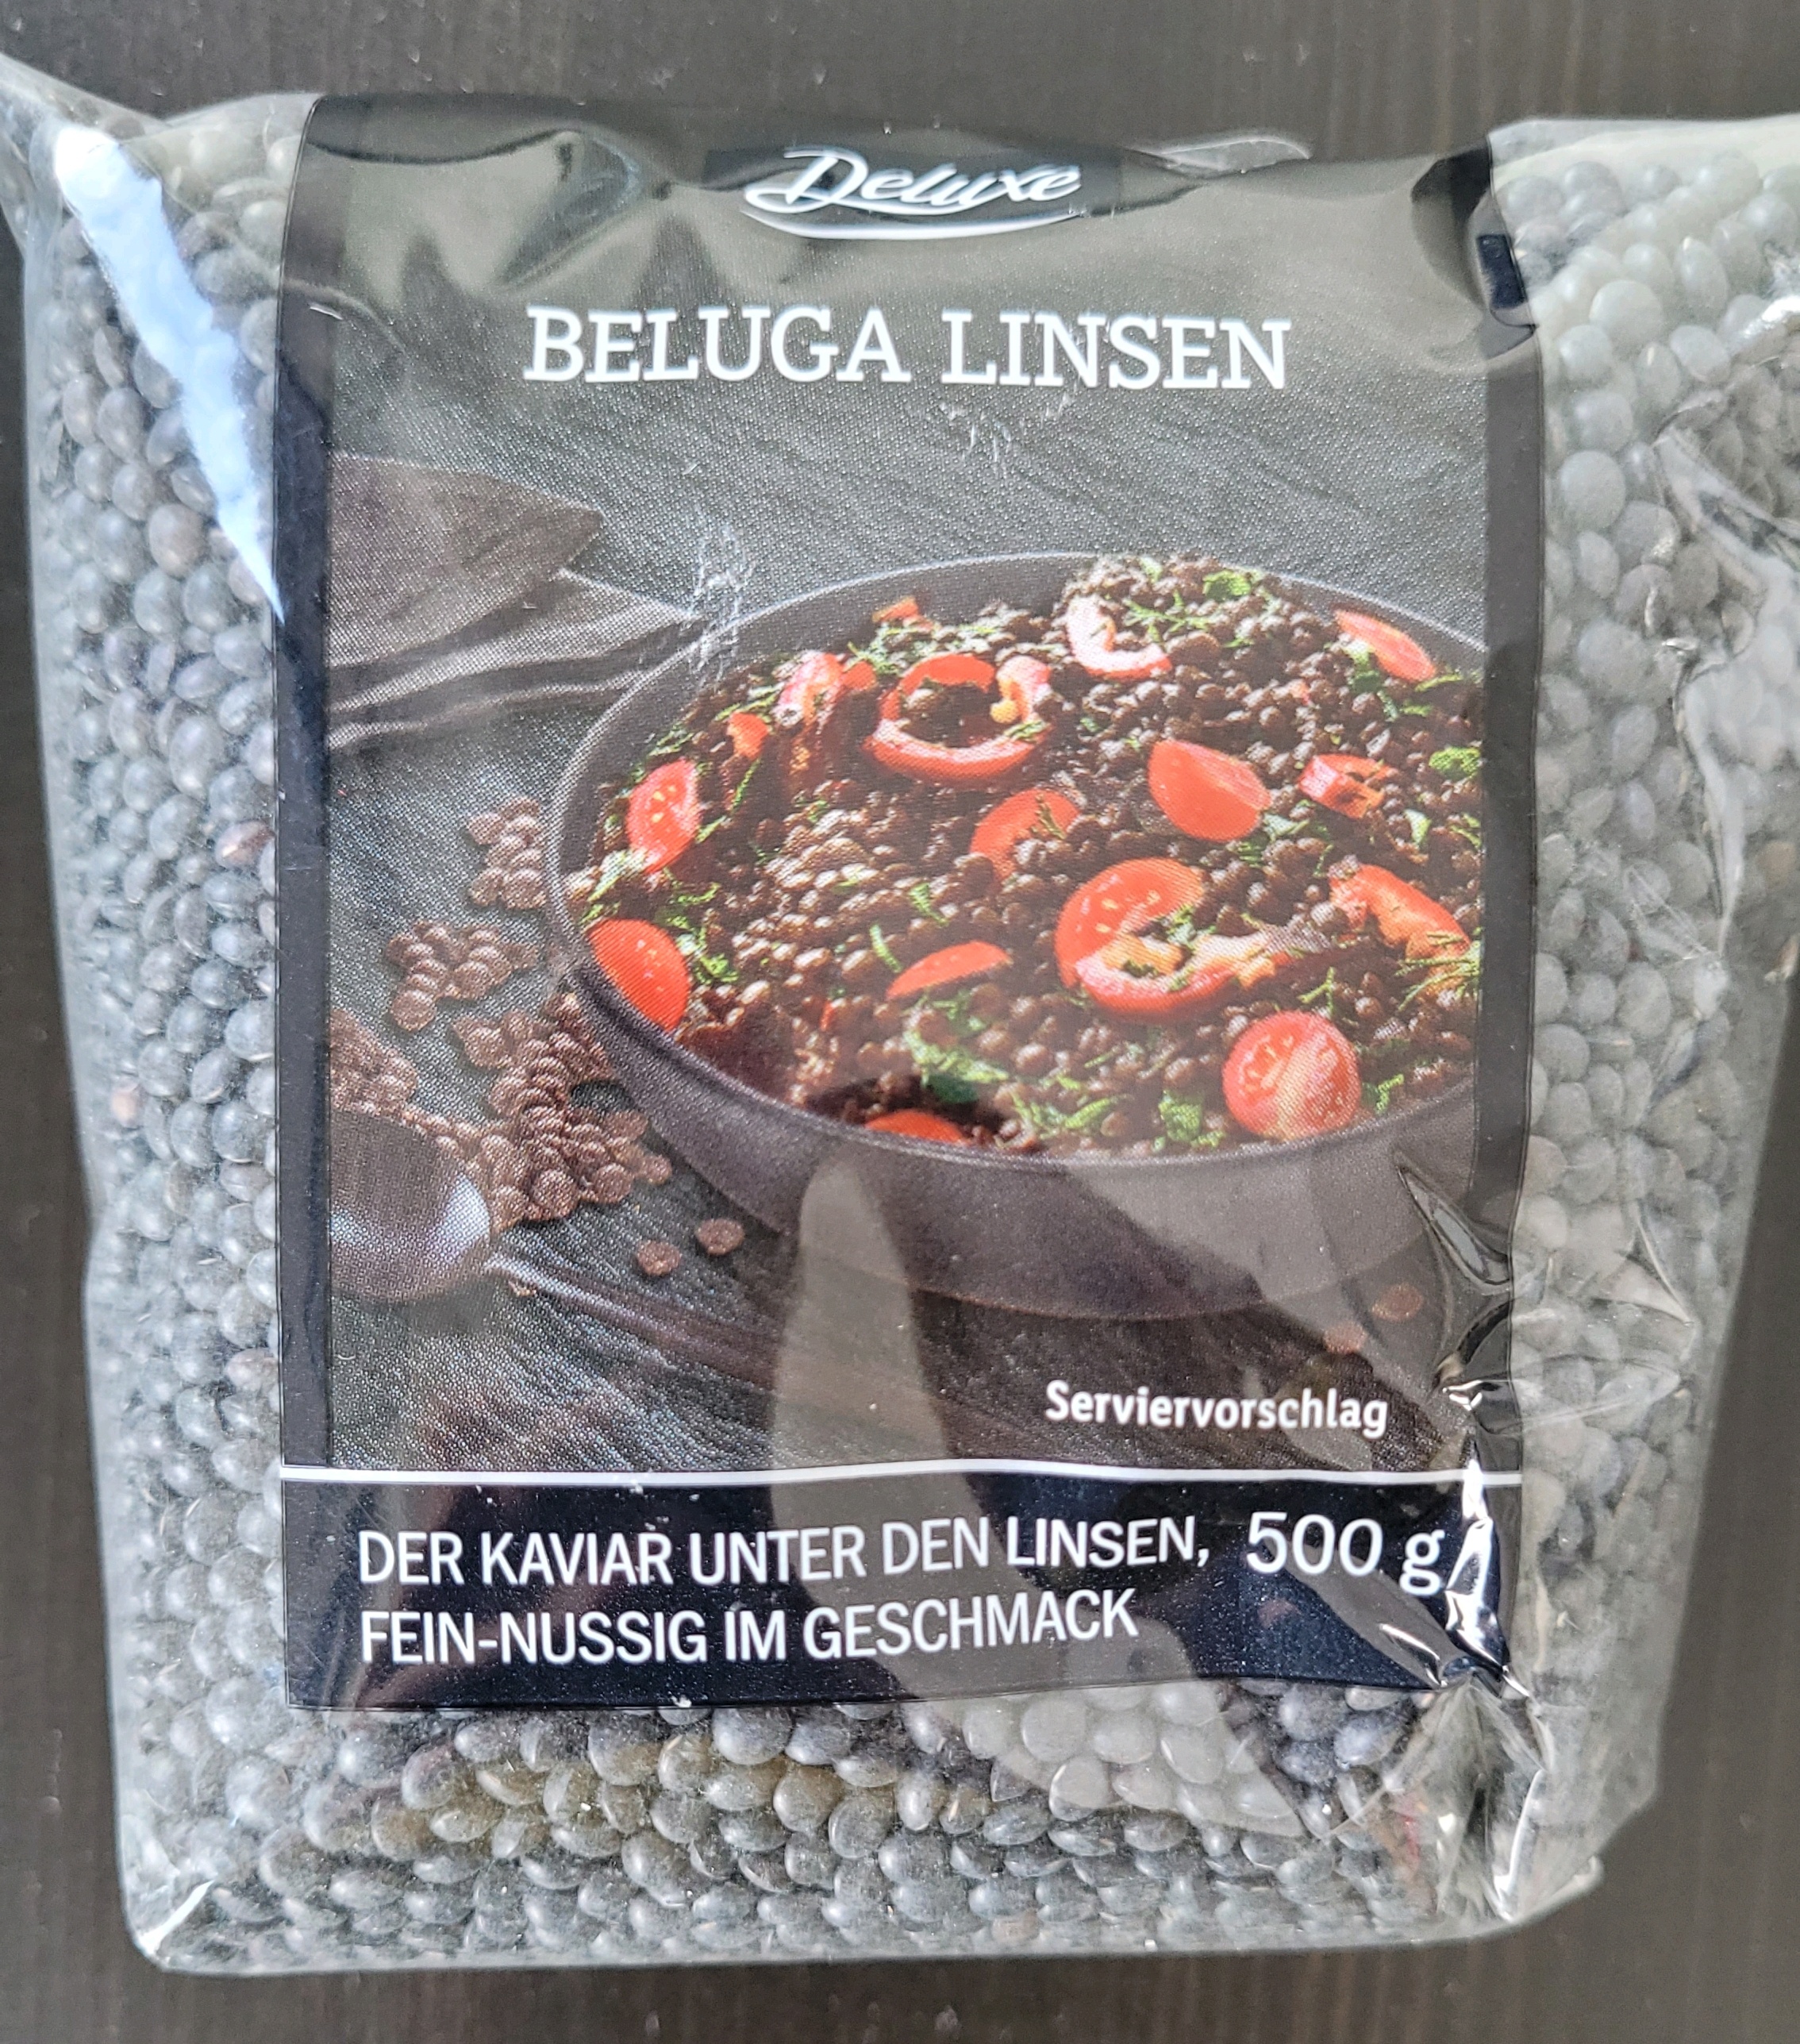 Deluxe
BELUGA LINSEN
Serviervorschlag
DER KAVIAR UNTER DEN LINSEN, 500 g
FEIN-NUSSIG IM GESCHMACK